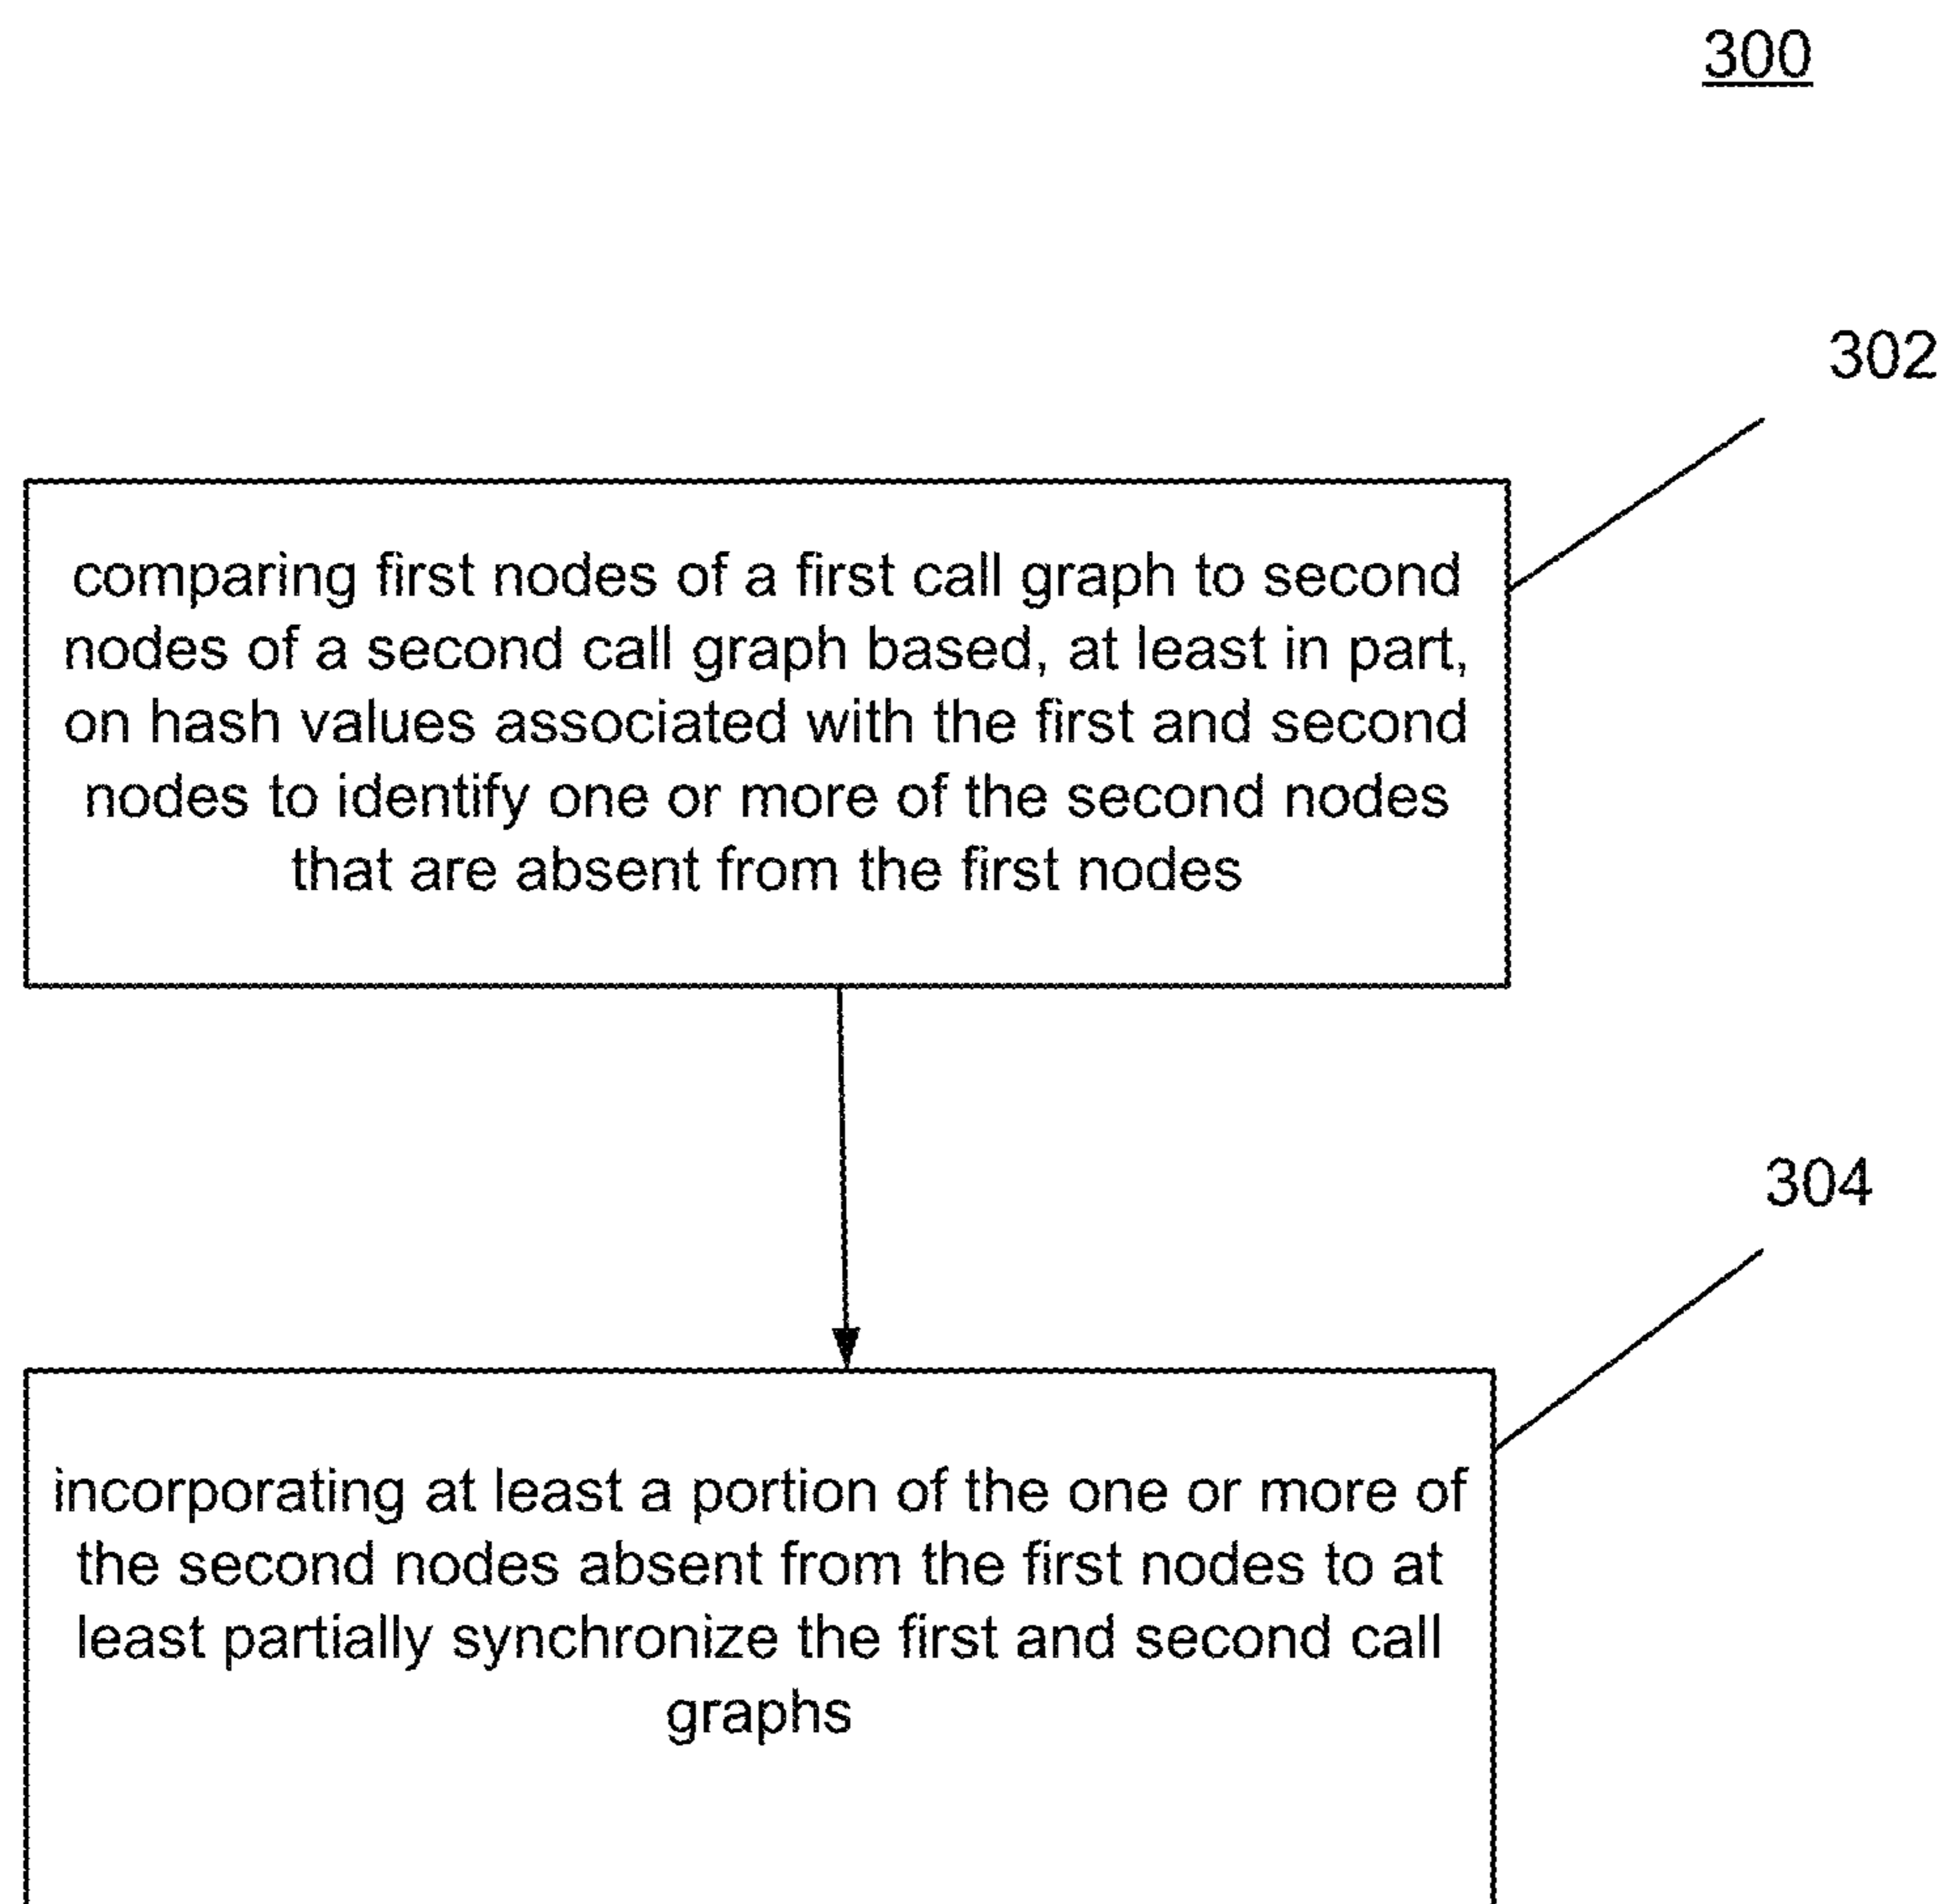 300
302
comparing first nodes of a first call graph to second
nodes of a second call graph based, at least in part,
on hash values associated with the first and second
nodes to identify one or more of the second nodes
that are absent from the first nodes
304
incorporating at least a portion of the one or more of
the second nodes absent from the first nodes to at
least partially synchronize the first and second call
graphs